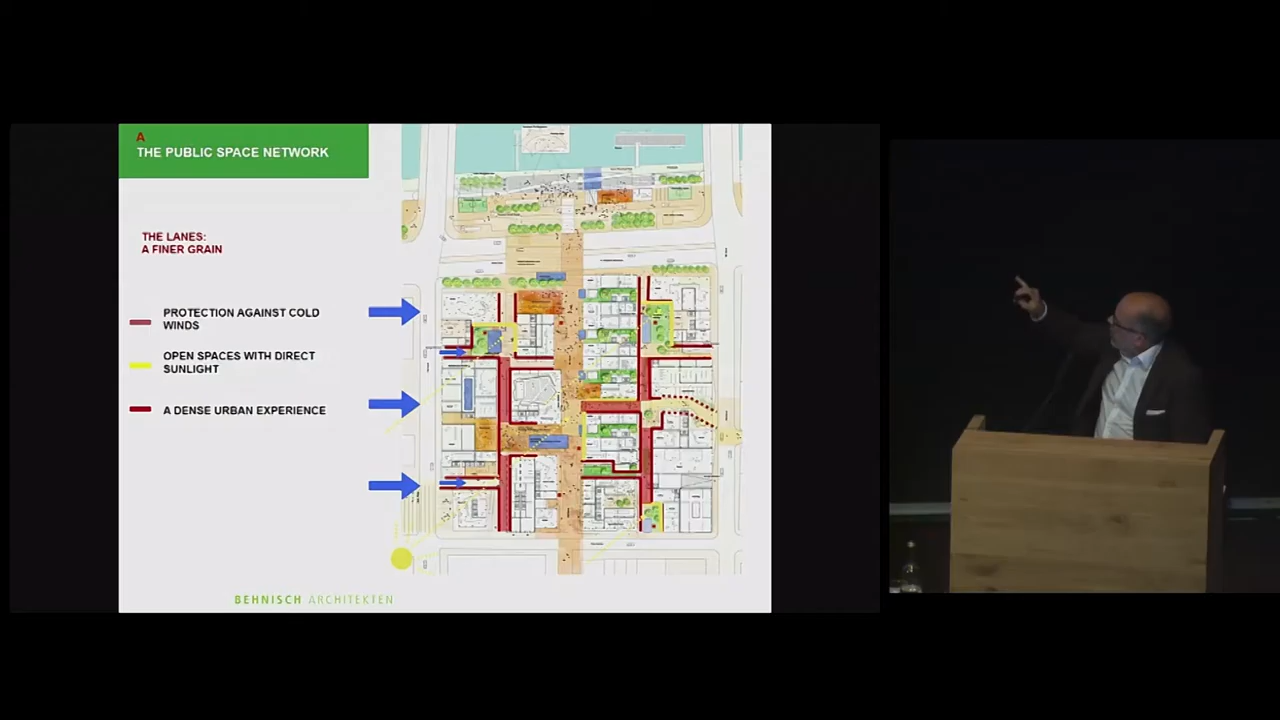 A
THE PUBLIC SPACE NETWORK
THE LANES:
A FINER GRAIN
PROTECTION AGAINST COLD
WINDS
OPEN SPACES WITH DIRECT
SUNLIGHT
A DENSE URBAN EXPERIENCE
BEHNISCH ARCHITEKTEN